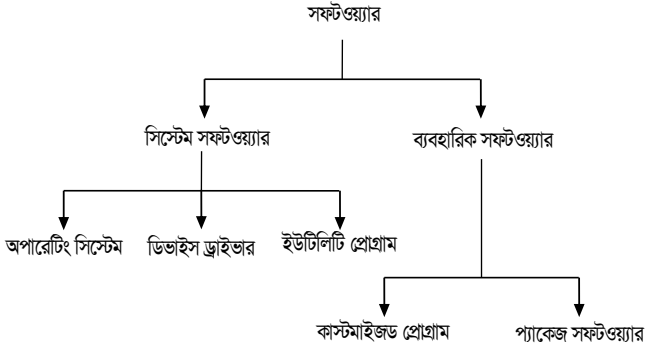 সফটওয়্যার
সিস্টেম সফটওয়্যার
ব্যবহারিক সফটওয়্যার
অপারেটিং সিস্টেম
ডিভাইস ড্রাইভার
ইউটিলিটি প্রোগ্রাম
কাস্টমাইজড প্রোগ্রাম
প্যাকেজ সফটওয়্যার